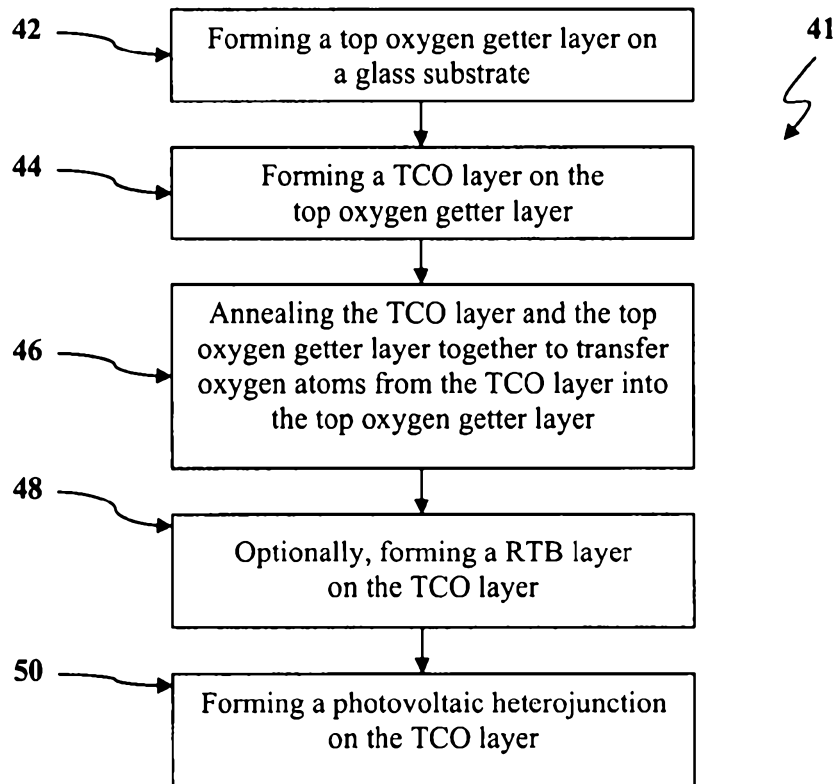 42
Forming a top oxygen getter layer on
a glass substrate
41
44
Forming a TCO layer on the
top oxygen getter layer
46
Annealing the TCO layer and the top
oxygen getter layer together to transfer
oxygen atoms from the TCO layer into
the top oxygen getter layer
48
Optionally, forming a RTB layer
on the TCO layer
50
Forming a photovoltaic heterojunction
on the TCO layer